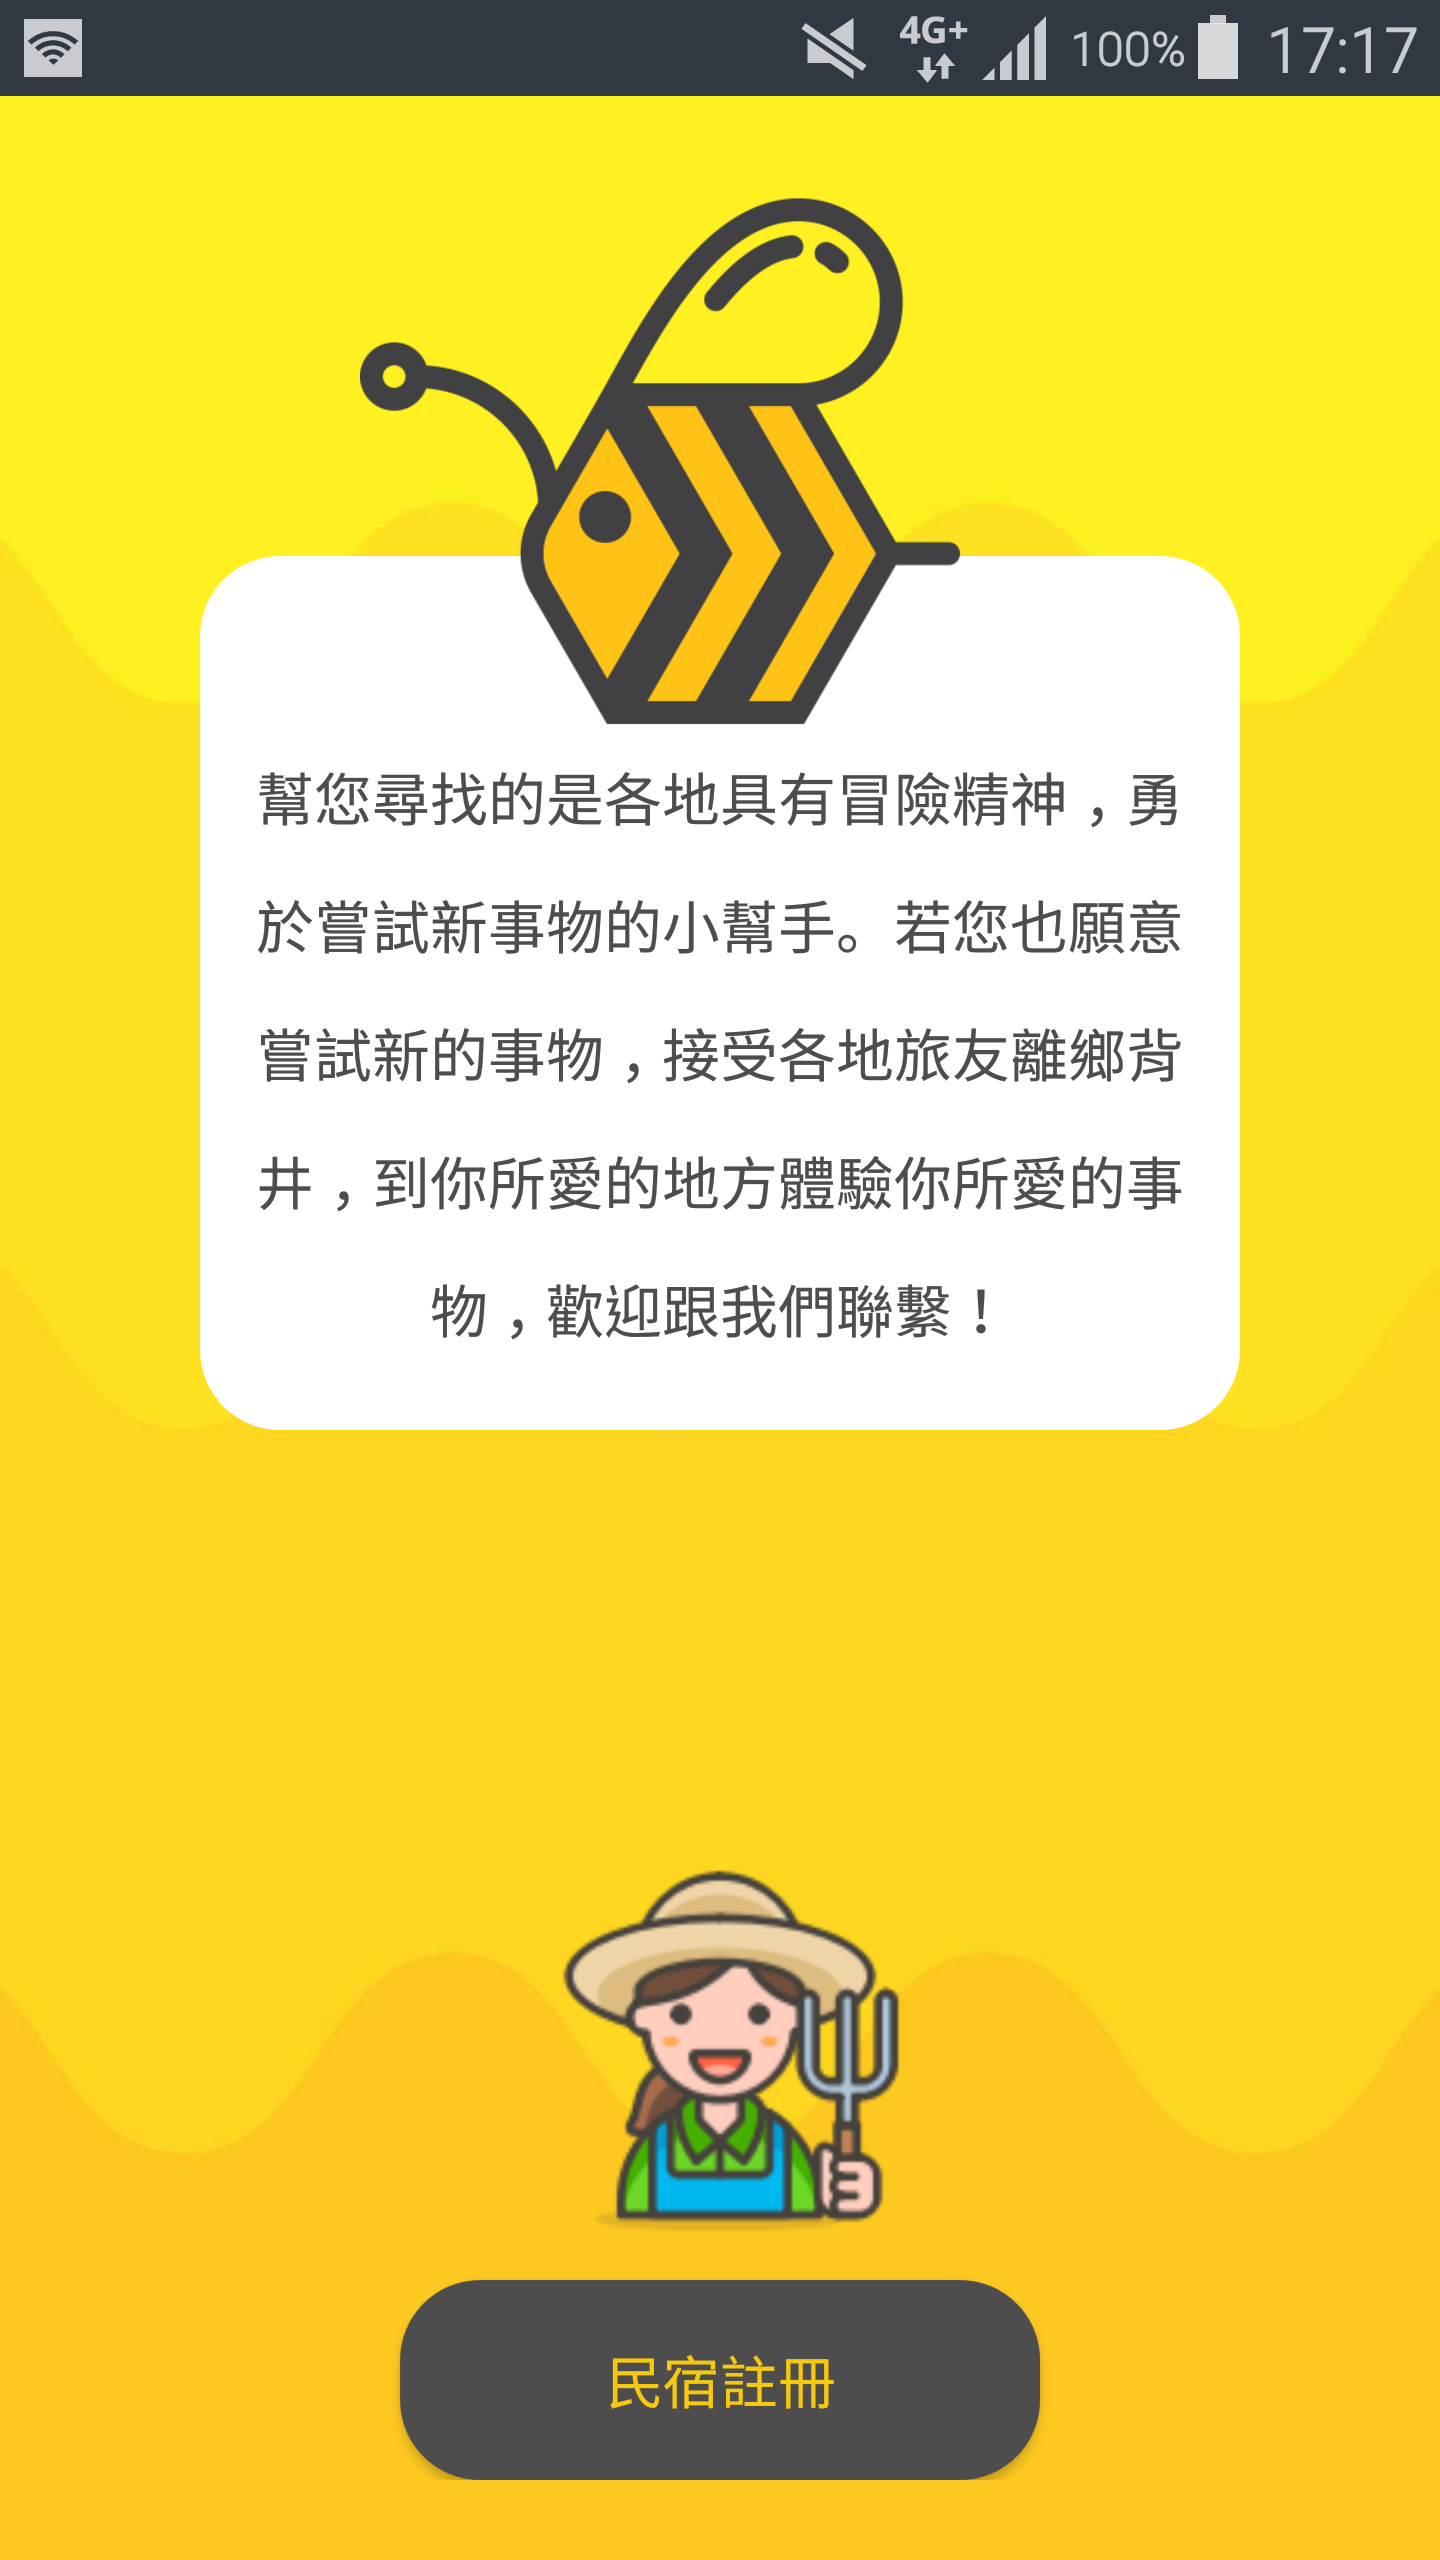 4G+ 100% 17:17
幫您尋找的是各地具有冒險精神，勇
於嘗試新事物的小幫手。若您也願意
嘗試新的事物，接受各地旅友離鄉背
井，到你所愛的地方體驗你所愛的事
物，歡迎跟我們聯繫！
民宿註冊